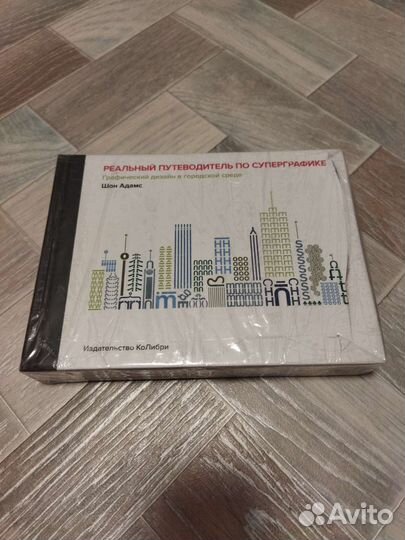 РЕАЛЬНЫЙ ПУТЕВОДИТЕЛЬ ПО СУПЕРГРАФИКЕ
Графический дизайн в городской среде
Шон Адамс
Издательство КоЛибри
Avito